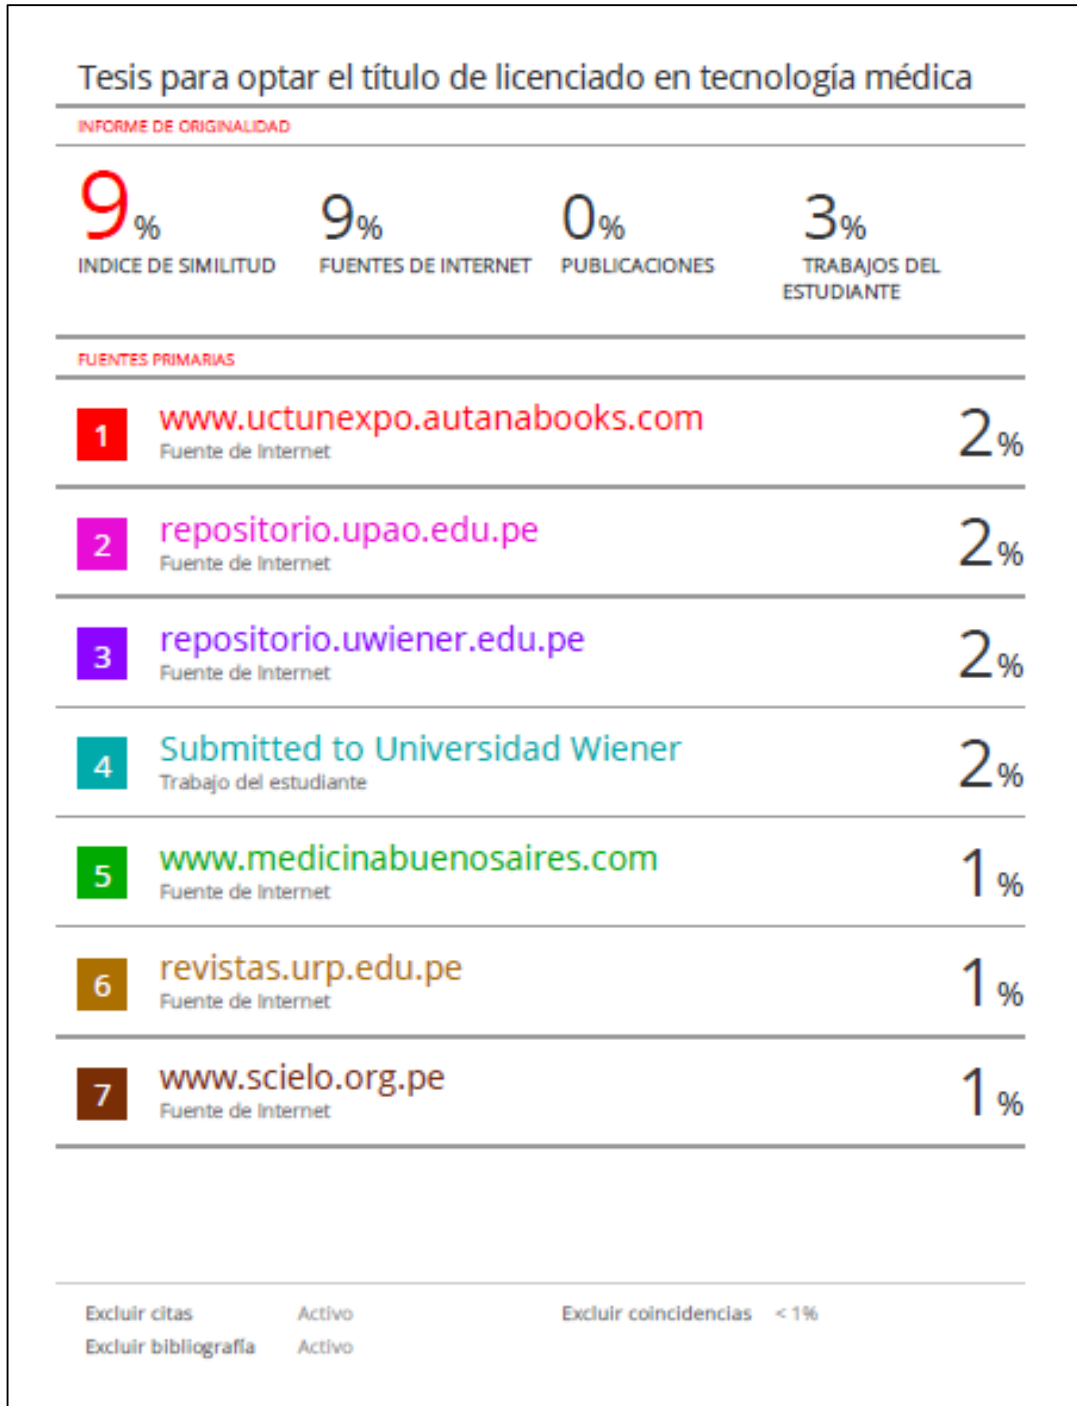 Tesis para optar el título de licenciado en tecnología médica
INFORME DE ORIGINALIDAD
9% 9% 0% 3%
INDICE DE SIMILITUD FUENTES DE INTERNET PUBLICACIONES TRABAJOS DEL
ESTUDIANTE
FUENTES PRIMARIAS
1 www.uctunexpo.autanabooks.com 2%
Fuente de Internet
2 repositorio.upao.edu.pe 2%
Fuente de Internet
3 repositorio.uwiener.edu.pe 2%
Fuente de Internet
4 Submitted to Universidad Wiener 2%
Trabajo del estudiante
5 www.medicinabuenosaires.com 1%
Fuente de Internet
6 revistas.urp.edu.pe 1%
Fuente de Internet
7 www.scielo.org.pe 1%
Fuente de Internet
Excluir citas Activo Excluir coincidencias < 1%
Excluir bibliografía Activo